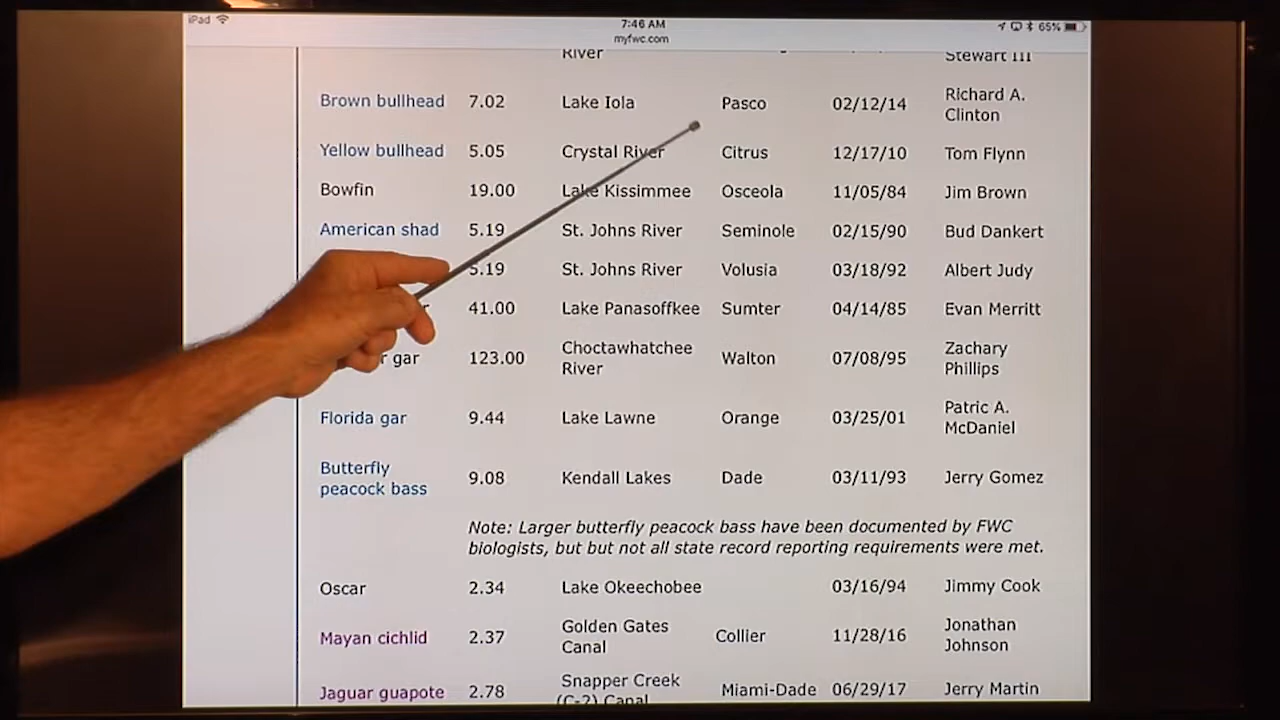 iPad 7:46 AM 65%
myfwc.com
River Stewart III
Brown bullhead 7.02 Lake Iola Pasco 02/12/14 Richard A. Clinton
Yellow bullhead 5.05 Crystal River Citrus 12/17/10 Tom Flynn
Bowfin 19.00 Lake Kissimmee Osceola 11/05/84 Jim Brown
American shad 5.19 St. Johns River Seminole 02/15/90 Bud Dankert
5.19 St. Johns River Volusia 03/18/92 Albert Judy
41.00 Lake Panasoffkee Sumter 04/14/85 Evan Merritt
gar 123.00 Choctawhatchee River Walton 07/08/95 Zachary Phillips
Florida gar 9.44 Lake Lawne Orange 03/25/01 Patric A. McDaniel
Butterfly peacock bass 9.08 Kendall Lakes Dade 03/11/93 Jerry Gomez
Note: Larger butterfly peacock bass have been documented by FWC
biologists, but but not all state record reporting requirements were met.
Oscar 2.34 Lake Okeechobee 03/16/94 Jimmy Cook
Mayan cichlid 2.37 Golden Gates Canal Collier 11/28/16 Jonathan Johnson
Jaguar guapote 2.78 Snapper Creek (C-2) Canal Miami-Dade 06/29/17 Jerry Martin